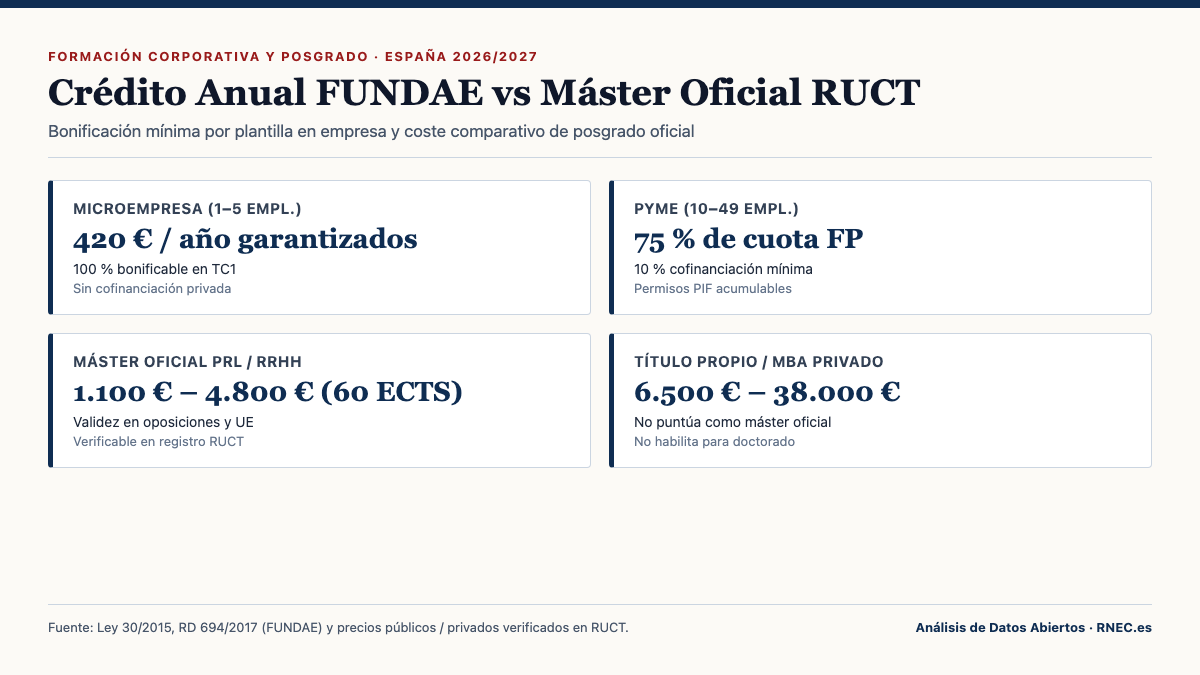 FORMACIÓN CORPORATIVA Y POSGRADO · ESPAÑA 2026/2027
Crédito Anual FUNDAE vs Máster Oficial RUCT
Bonificación mínima por plantilla en empresa y coste comparativo de posgrado oficial
MICROEMPRESA (1–5 EMPL.)
420 € / año garantizados
100 % bonificable en TC1
Sin cofinanciación privada
PYME (10–49 EMPL.)
75 % de cuota FP
10 % cofinanciación mínima
Permisos PIF acumulables
MÁSTER OFICIAL PRL / RRHH
1.100 € – 4.800 € (60 ECTS)
Validez en oposiciones y UE
Verificable en registro RUCT
TÍTULO PROPIO / MBA PRIVADO
6.500 € – 38.000 €
No puntúa como máster oficial
No habilita para doctorado
Fuente: Ley 30/2015, RD 694/2017 (FUNDAE) y precios públicos / privados verificados en RUCT.
Análisis de Datos Abiertos · RNEC.es